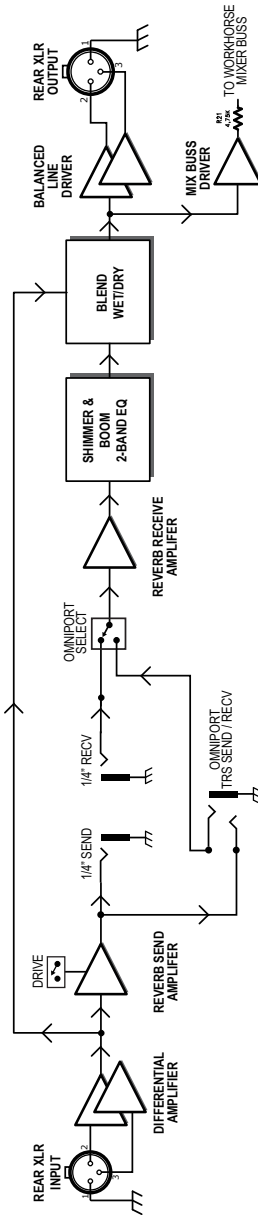 REAR XLR
INPUT
1
2
3
DIFFERENTIAL
AMPLIFIER
DRIVE
REVERB SEND
AMPLIFER
1/4" SEND
1/4" RECV
OMNIPORT
TRS SEND / RECV
OMNIPORT
SELECT
REVERB RECEIVE
AMPLIFER
SHIMMER &
BOOM
2-BAND EQ
BLEND
WET/DRY
BALANCED
LINE
DRIVER
REAR XLR
OUTPUT
2
1
3
MIX BUSS
DRIVER
R21
4.75K
TO WORKHORSE
MIXER BUSS